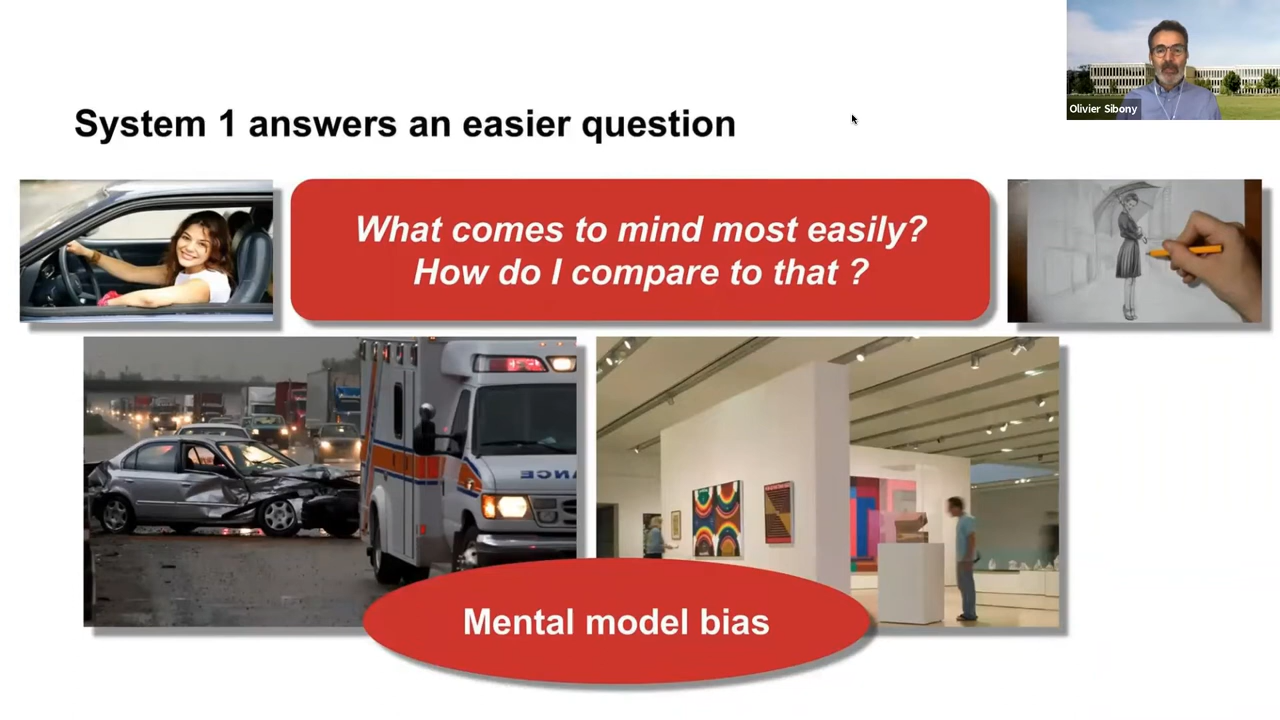 Olivier Sibony
System 1 answers an easier question
What comes to mind most easily?
How do I compare to that ?
ANCE
Mental model bias